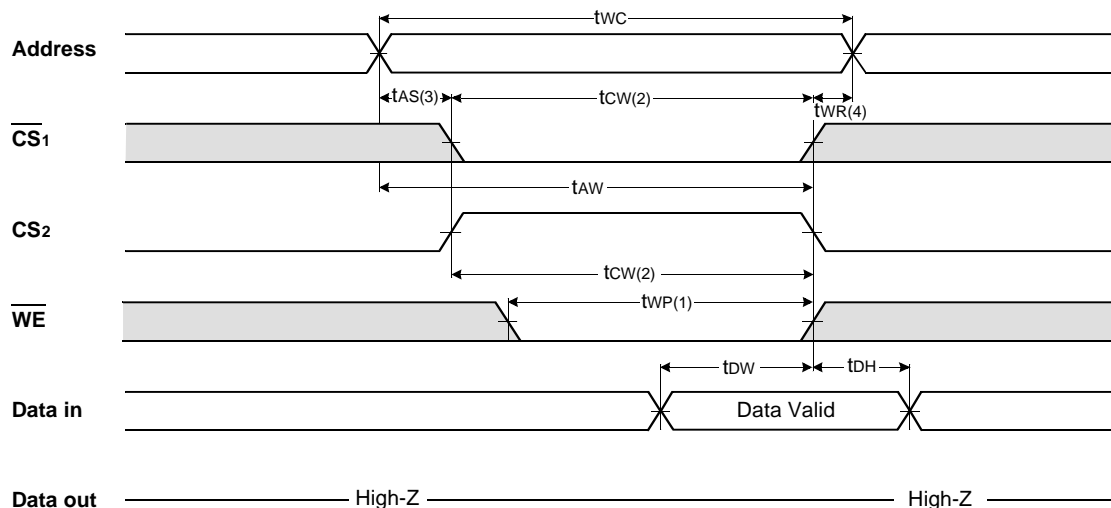 tWC
Address
tAS(3) tCW(2) tWR(4)
CS1
tAW
CS2
tCW(2)
tWP(1)
WE
tDW tDH
Data in Data Valid
Data out High-Z High-Z